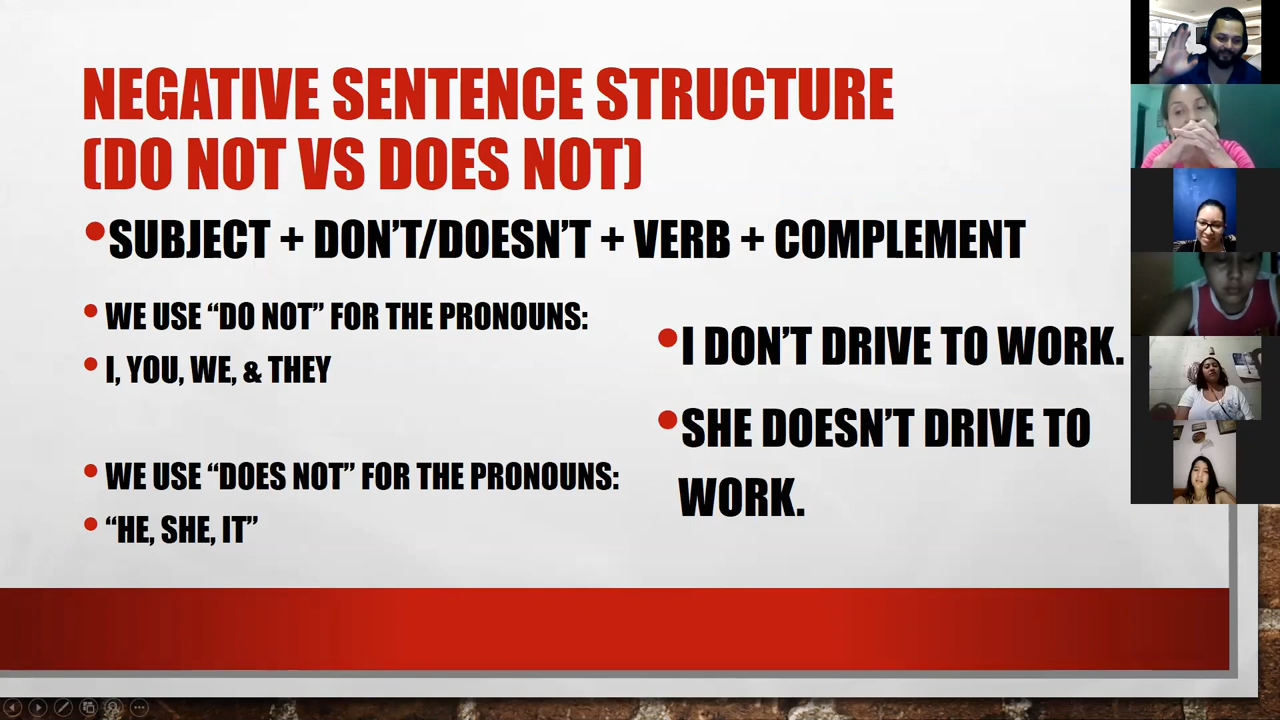 NEGATIVE SENTENCE STRUCTURE
(DO NOT VS DOES NOT)
•SUBJECT + DON’T/DOESN’T + VERB + COMPLEMENT
• WE USE “DO NOT” FOR THE PRONOUNS:
• I, YOU, WE, & THEY
• WE USE “DOES NOT” FOR THE PRONOUNS:
• “HE, SHE, IT”
•I DON’T DRIVE TO WORK.
•SHE DOESN’T DRIVE TO
WORK.